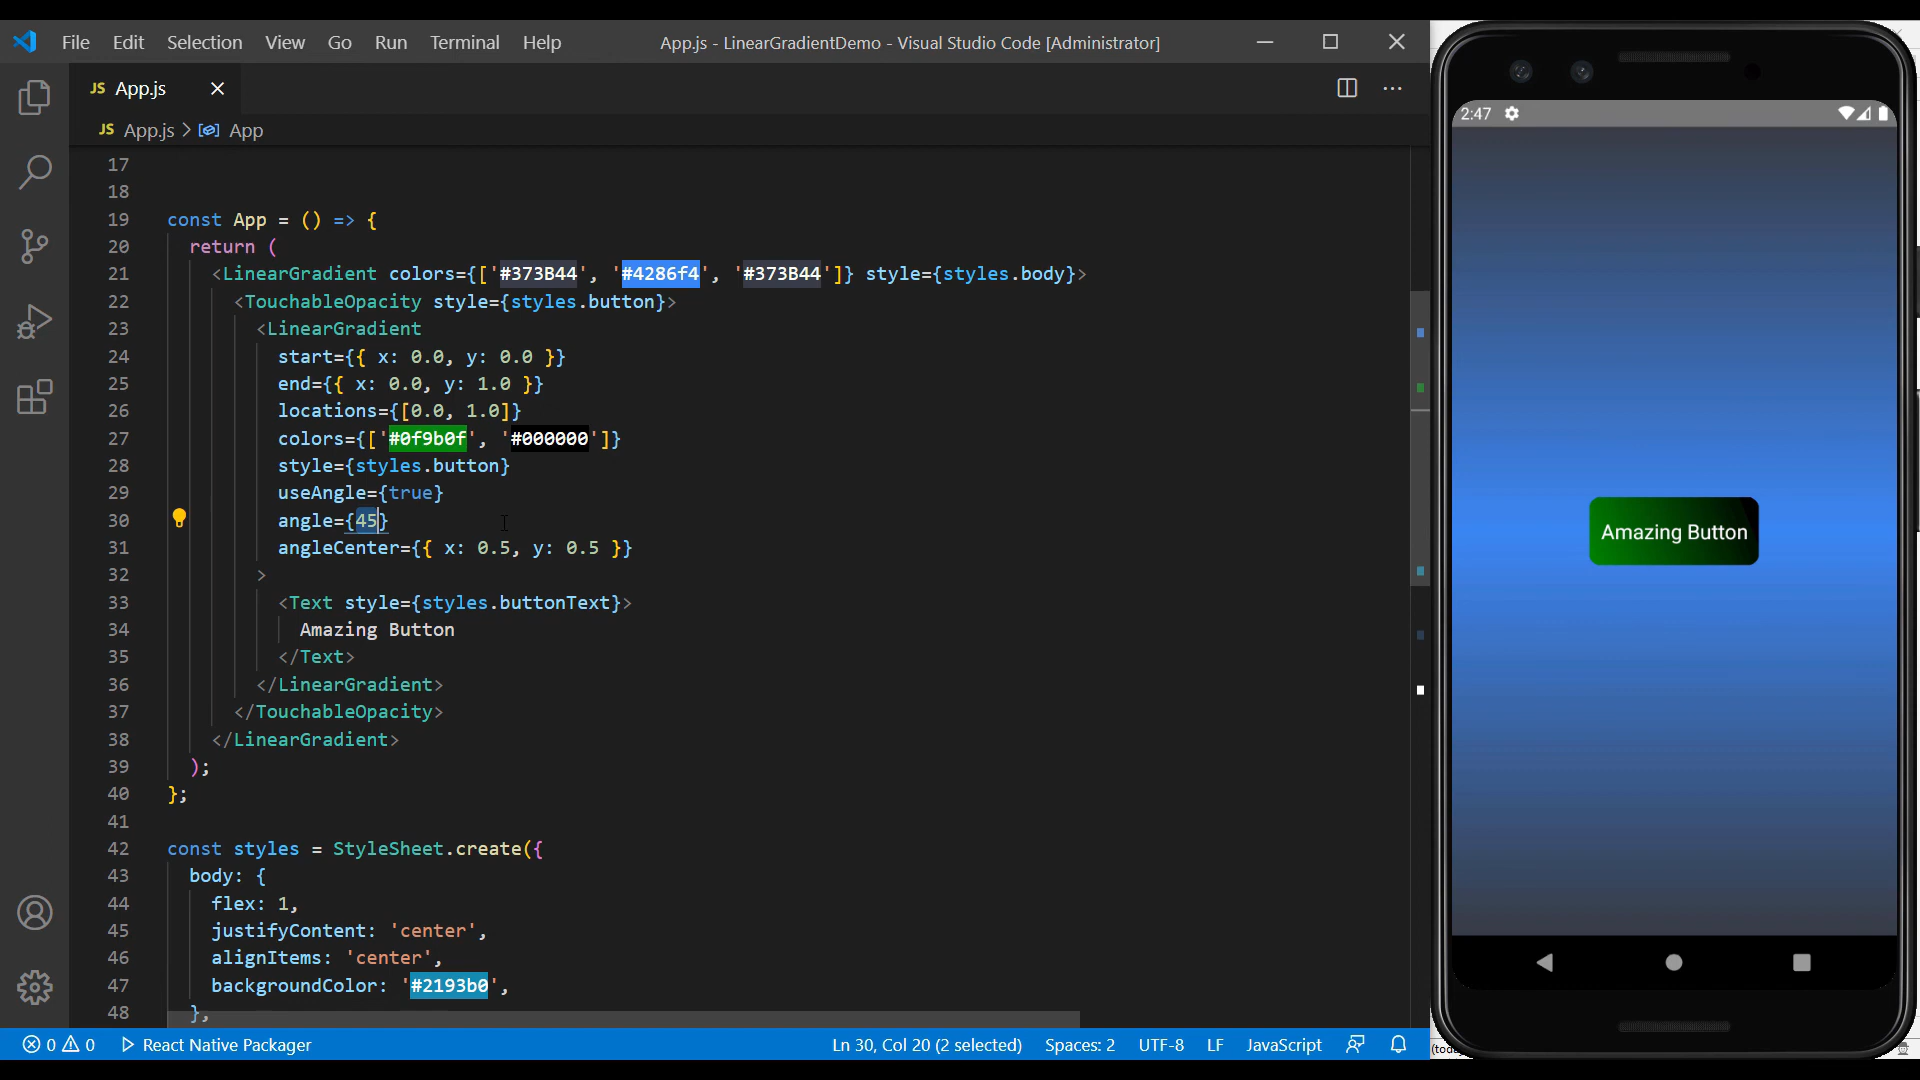 File Edit Selection View Go Run Terminal Help
App.js - LinearGradientDemo - Visual Studio Code [Administrator]
JS App.js
JS App.js > App
17
18
19 const App = () => {
20 return (
21 <LinearGradient colors={['#373B44', '#4286f4', '#373B44']} style={styles.body}>
22 <TouchableOpacity style={styles.button}>
23 <LinearGradient
24 start={{ x: 0.0, y: 0.0 }}
25 end={{ x: 0.0, y: 1.0 }}
26 locations={[0.0, 1.0]}
27 colors={['#0f9b0f', '#000000']}
28 style={styles.button}
29 useAngle={true}
30 angle={45}
31 angleCenter={{ x: 0.5, y: 0.5 }}
32 >
33 <Text style={styles.buttonText}>
34 Amazing Button
35 </Text>
36 </LinearGradient>
37 </TouchableOpacity>
38 </LinearGradient>
39 );
40 };
41
42 const styles = StyleSheet.create({
43 body: {
44 flex: 1,
45 justifyContent: 'center',
46 alignItems: 'center',
47 backgroundColor: '#2193b0',
48 },
0 0 React Native Packager
Ln 30, Col 20 (2 selected) Spaces: 2 UTF-8 LF JavaScript
2:47
Amazing Button